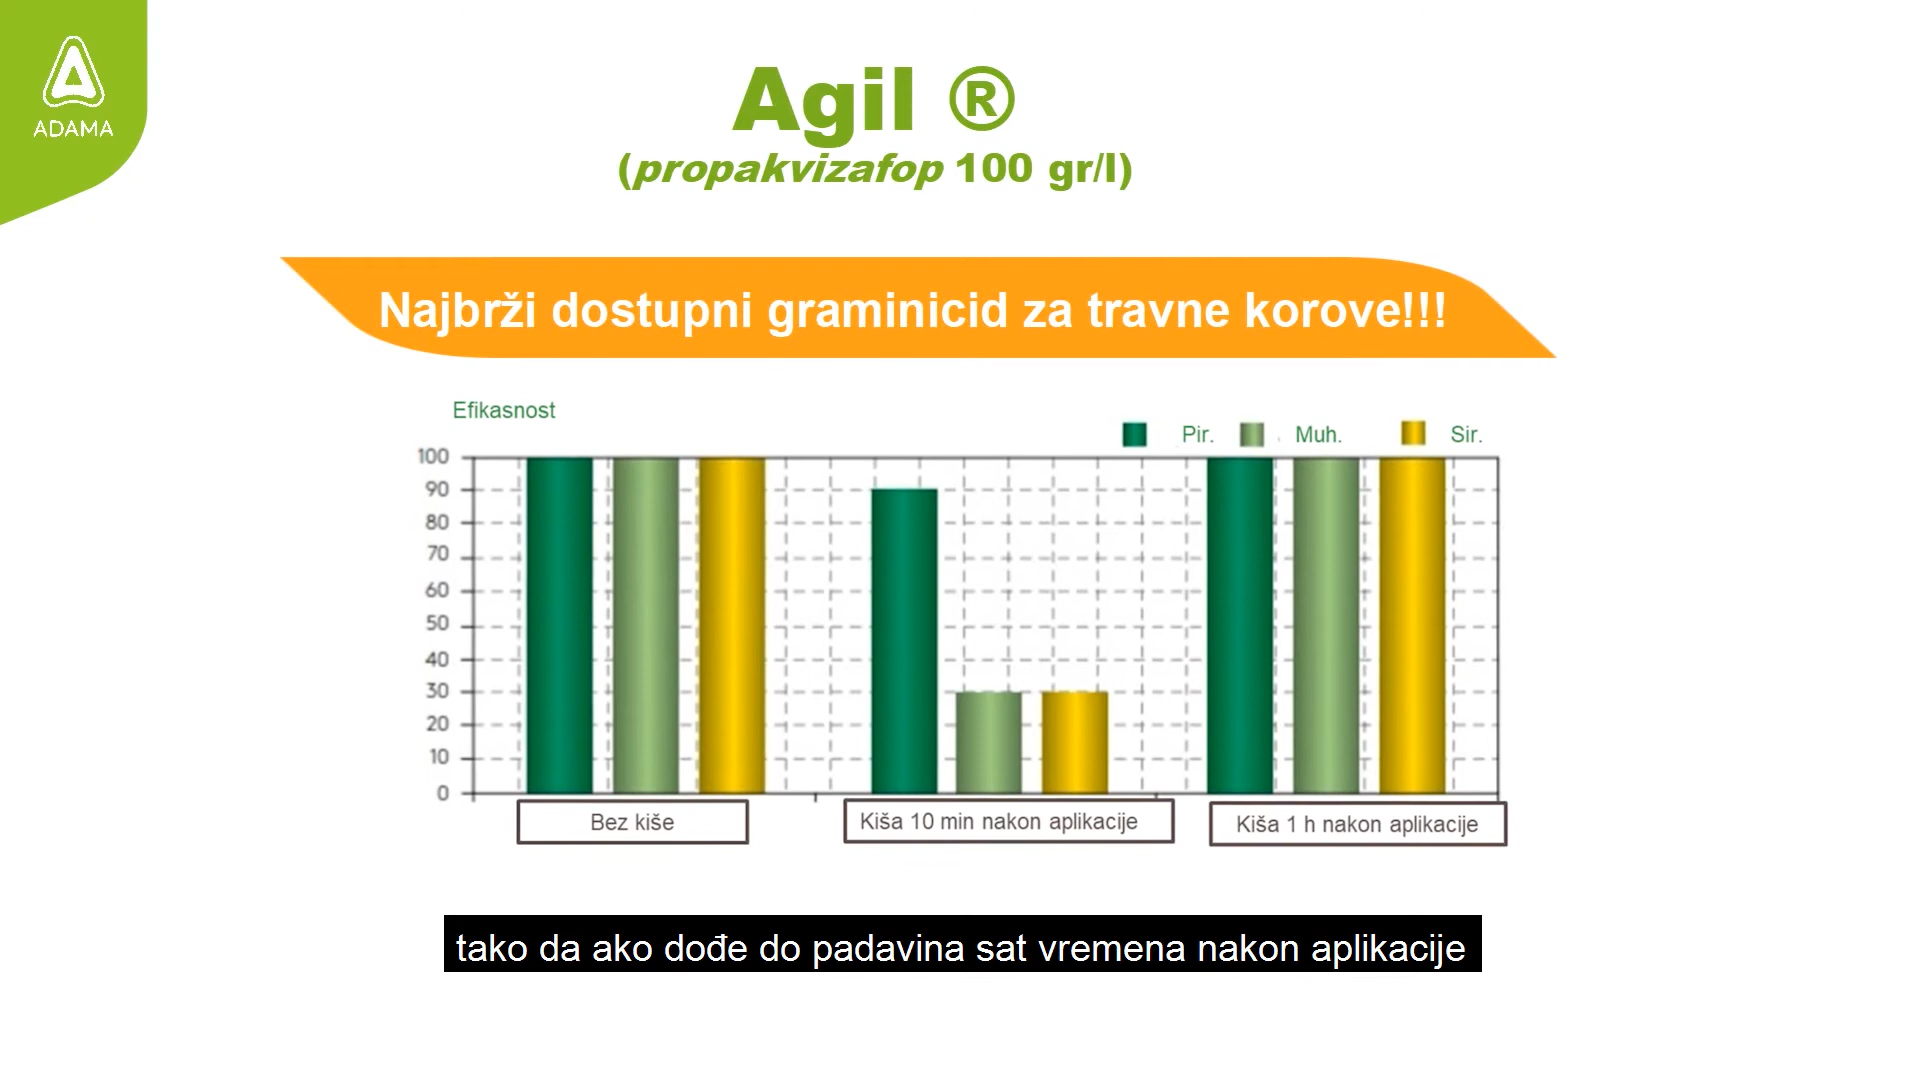 ADAMA
Agil ®
(propakvizafop 100 gr/l)
Najbrži dostupni graminicid za travne korove!!!
Efikasnost
Pir. Muh. Sir.
100
90
80
70
60
50
40
30
20
10
0
Bez kiše
Kiša 10 min nakon aplikacije
Kiša 1 h nakon aplikacije
tako da ako dođe do padavina sat vremena nakon aplikacije